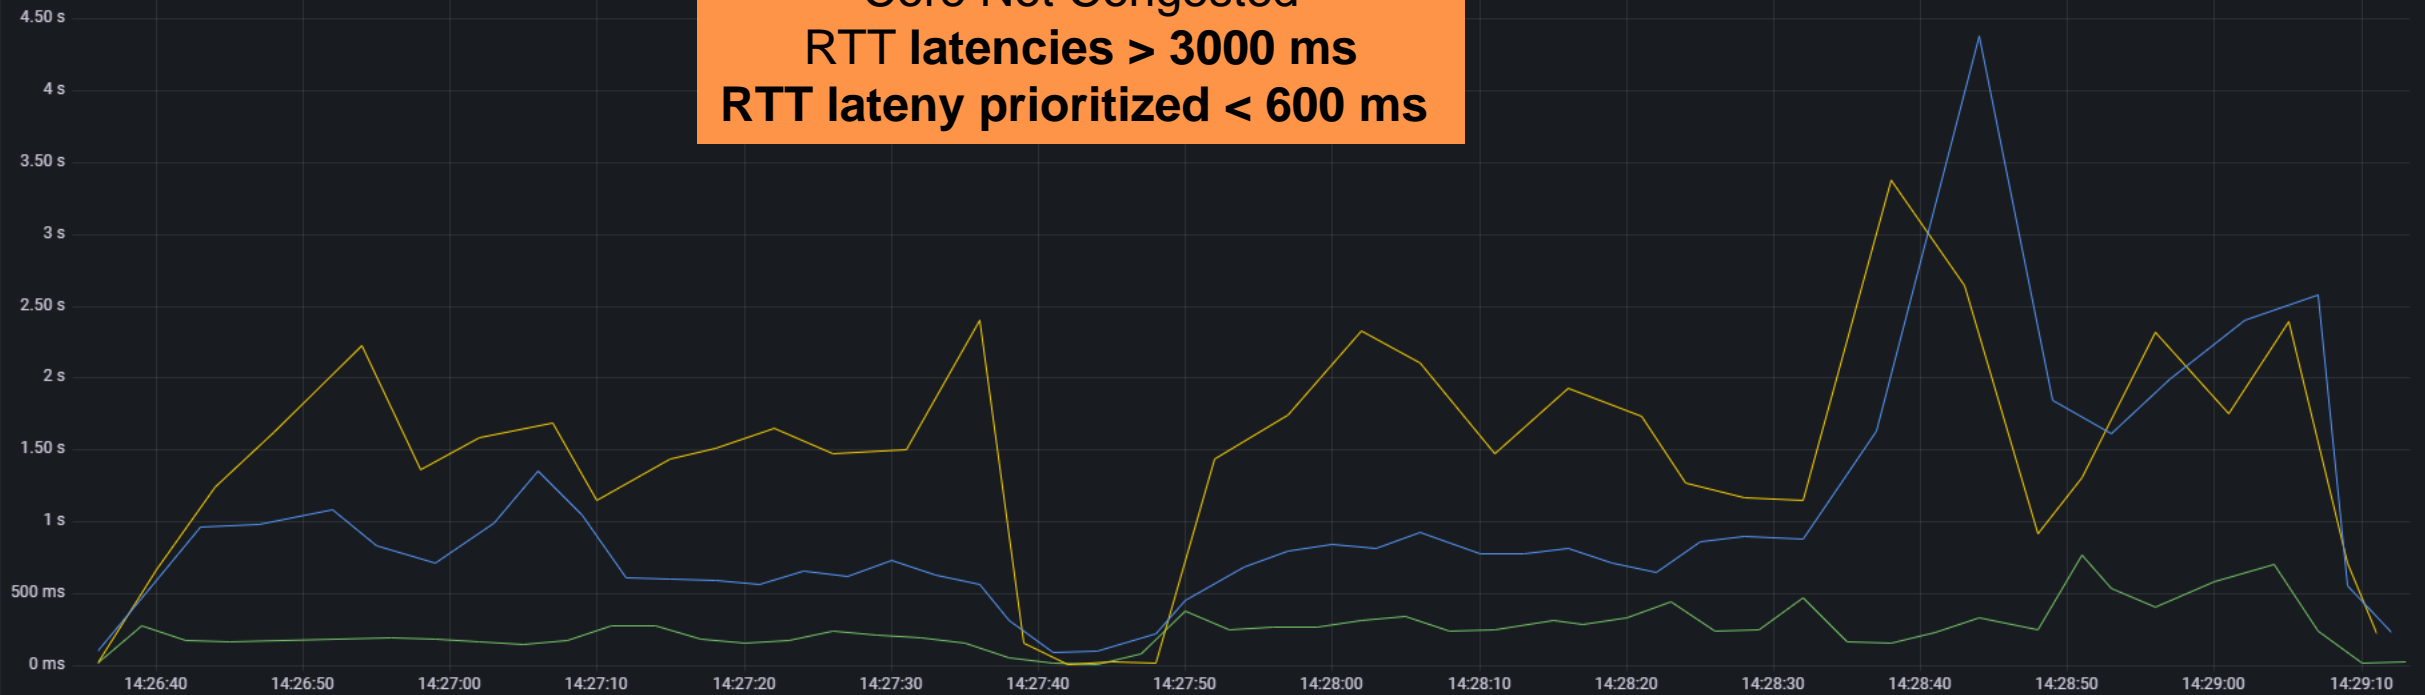 Core Not Congested
RTT latencies > 3000 ms
RTT lateny prioritized < 600 ms
4.50 s
4 s
3.50 s
3 s
2.50 s
2 s
1.50 s
1 s
500 ms
0 ms
14:26:40 14:26:50 14:27:00 14:27:10 14:27:20 14:27:30 14:27:40 14:27:50 14:28:00 14:28:10 14:28:20 14:28:30 14:28:40 14:28:50 14:29:00 14:29:10